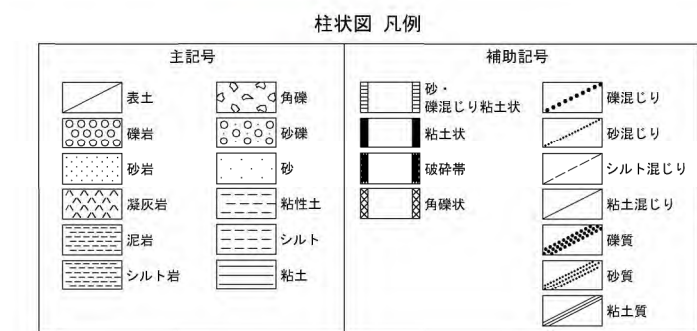 柱状図 凡例
主記号
表土
礫岩
砂岩
凝灰岩
泥岩
シルト岩
角礫
砂礫
砂
粘性土
シルト
粘土
補助記号
砂・
礫混じり粘土状
粘土状
破砕帯
角礫状
礫混じり
砂混じり
シルト混じり
粘土混じり
礫質
砂質
粘土質